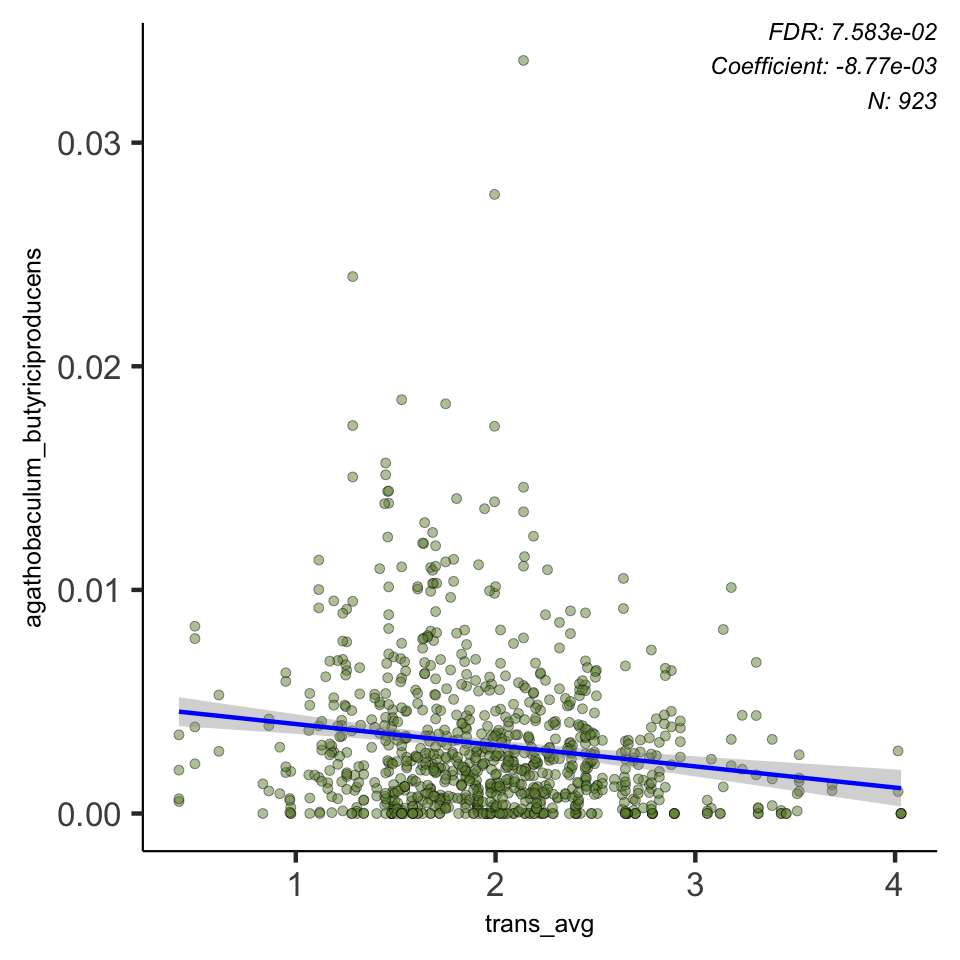 FDR: 7.583e-02
Coefficient: -8.77e-03
N: 923
agathobaculum_butyriciproducens
0.03
0.02
0.01
0.00
1 2 3 4
trans_avg